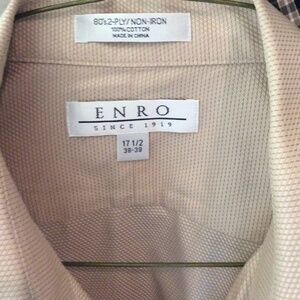 80's 2-PLY/NON-IRON
100% COTTON
MADE IN CHINA
ENRO
SINCE 1919
17 1/2
38-39